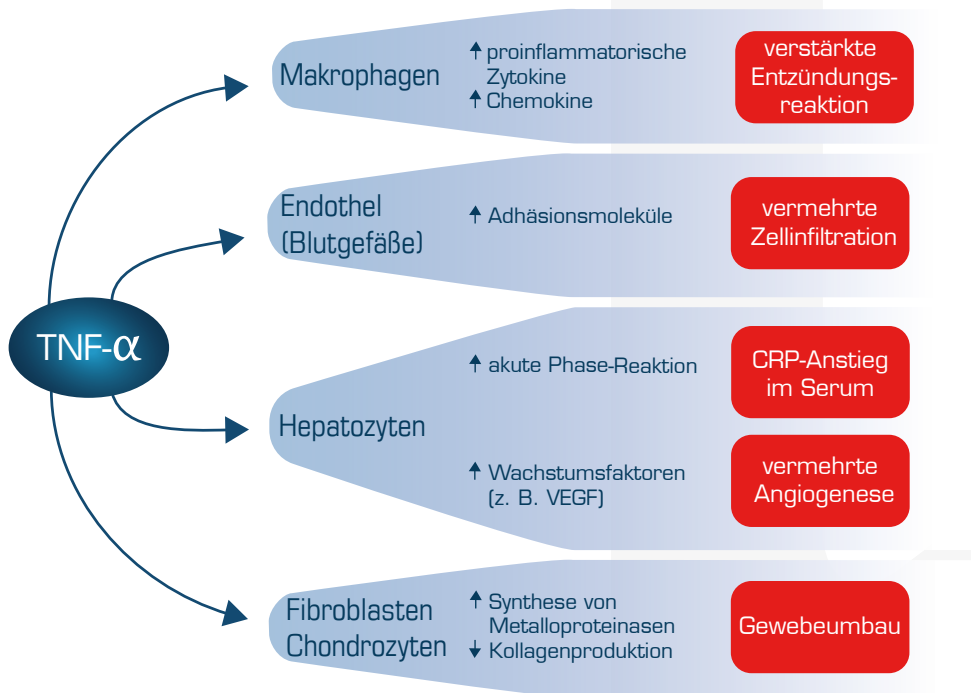 TNF-α
Makrophagen
↑ proinflammatorische
Zytokine
↑ Chemokine
verstärkte
Entzündungs-
reaktion
Endothel
(Blutgefäße)
↑ Adhäsionsmoleküle
vermehrte
Zellinfiltration
Hepatozyten
↑ akute Phase-Reaktion
CRP-Anstieg
im Serum
↑ Wachstumsfaktoren
(z. B. VEGF)
vermehrte
Angiogenese
Fibroblasten
Chondrozyten
↑ Synthese von
Metalloproteinasen
↓ Kollagenproduktion
Gewebeumbau